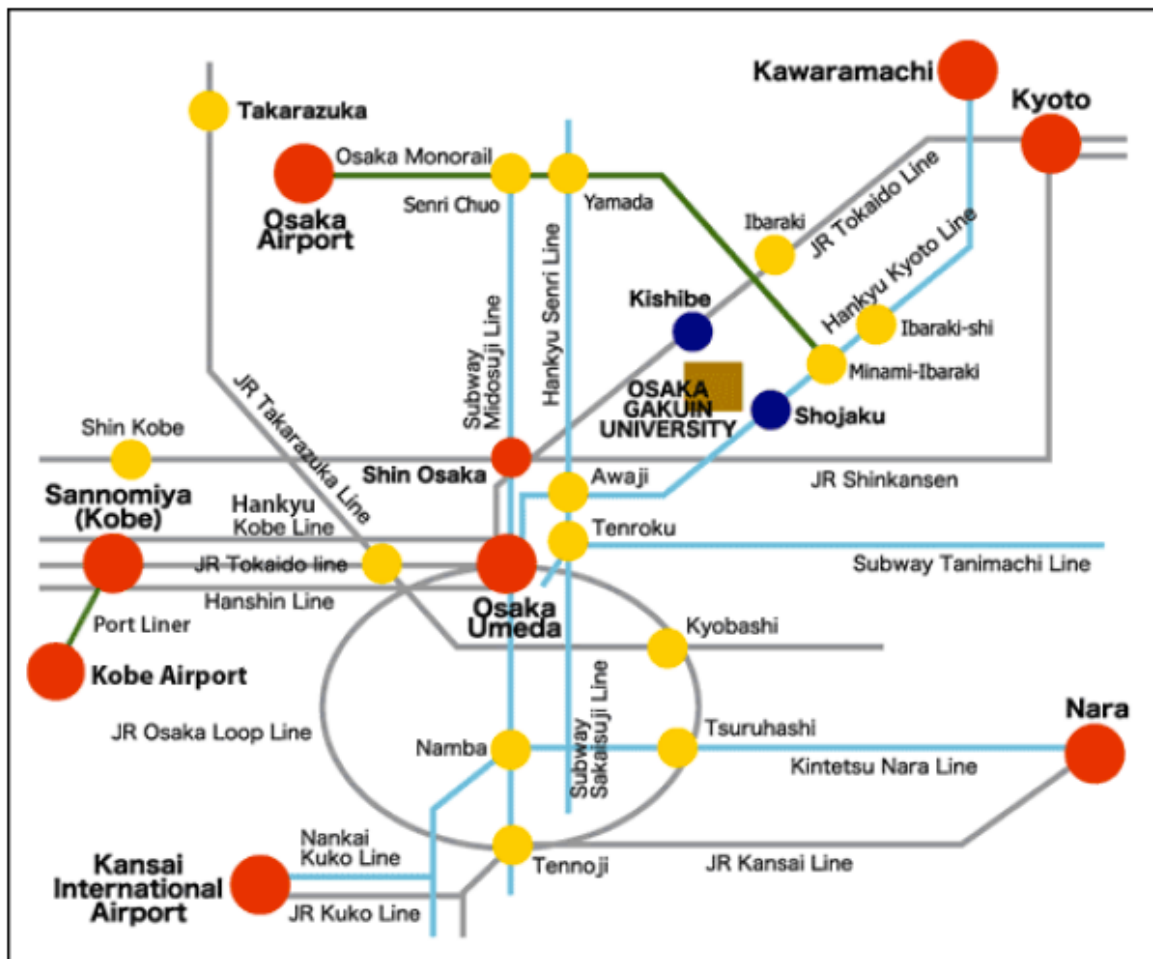 Kawaramachi
Kyoto
Takarazuka
Osaka Monorail
Senri Chuo
Yamada
Osaka
Airport
Ibaraki
JR Tokaido Line
Hankyu Kyoto Line
Kishibe
Ibaraki-shi
Minami-Ibaraki
Subway
Midosuji Line
Hankyu Senri Line
OSAKA
GAKUIN
UNIVERSITY
Shojaku
JR Takarazuka Line
Shin Kobe
Shin Osaka
Awaji
JR Shinkansen
Sannomiya
(Kobe)
Hankyu
Kobe Line
Tenroku
JR Tokaido line
Subway Tanimachi Line
Hanshin Line
Osaka
Umeda
Port Liner
Kyobashi
Kobe Airport
JR Osaka Loop Line
Subway
Sakaisuji Line
Namba
Tsuruhashi
Nara
Kintetsu Nara Line
Nankai
Kuko Line
Tennoji
JR Kansai Line
Kansai
International
Airport
JR Kuko Line